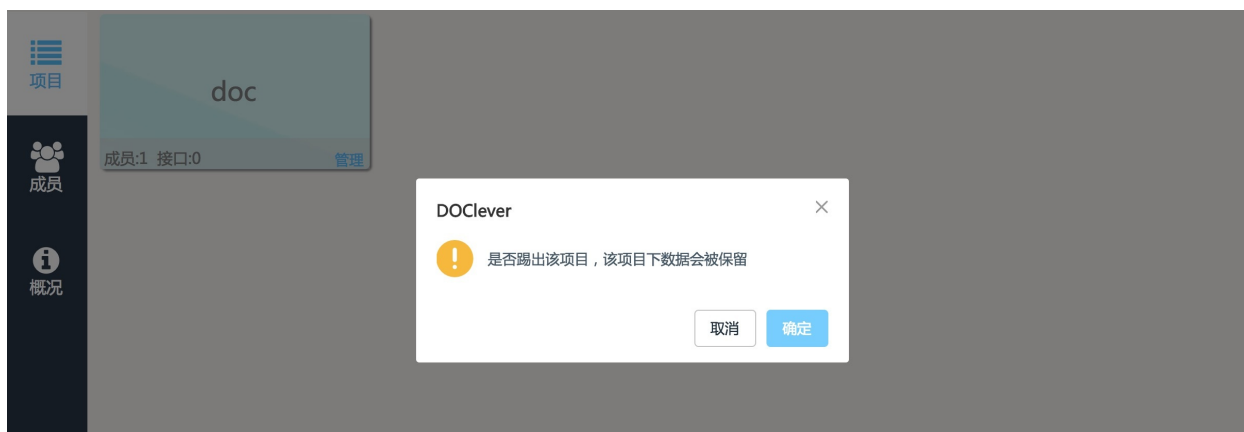 项目
doc
成员:1 接口:0 管理
成员
概况
DOClever
是否踢出该项目，该项目下数据会被保留
取消 确定